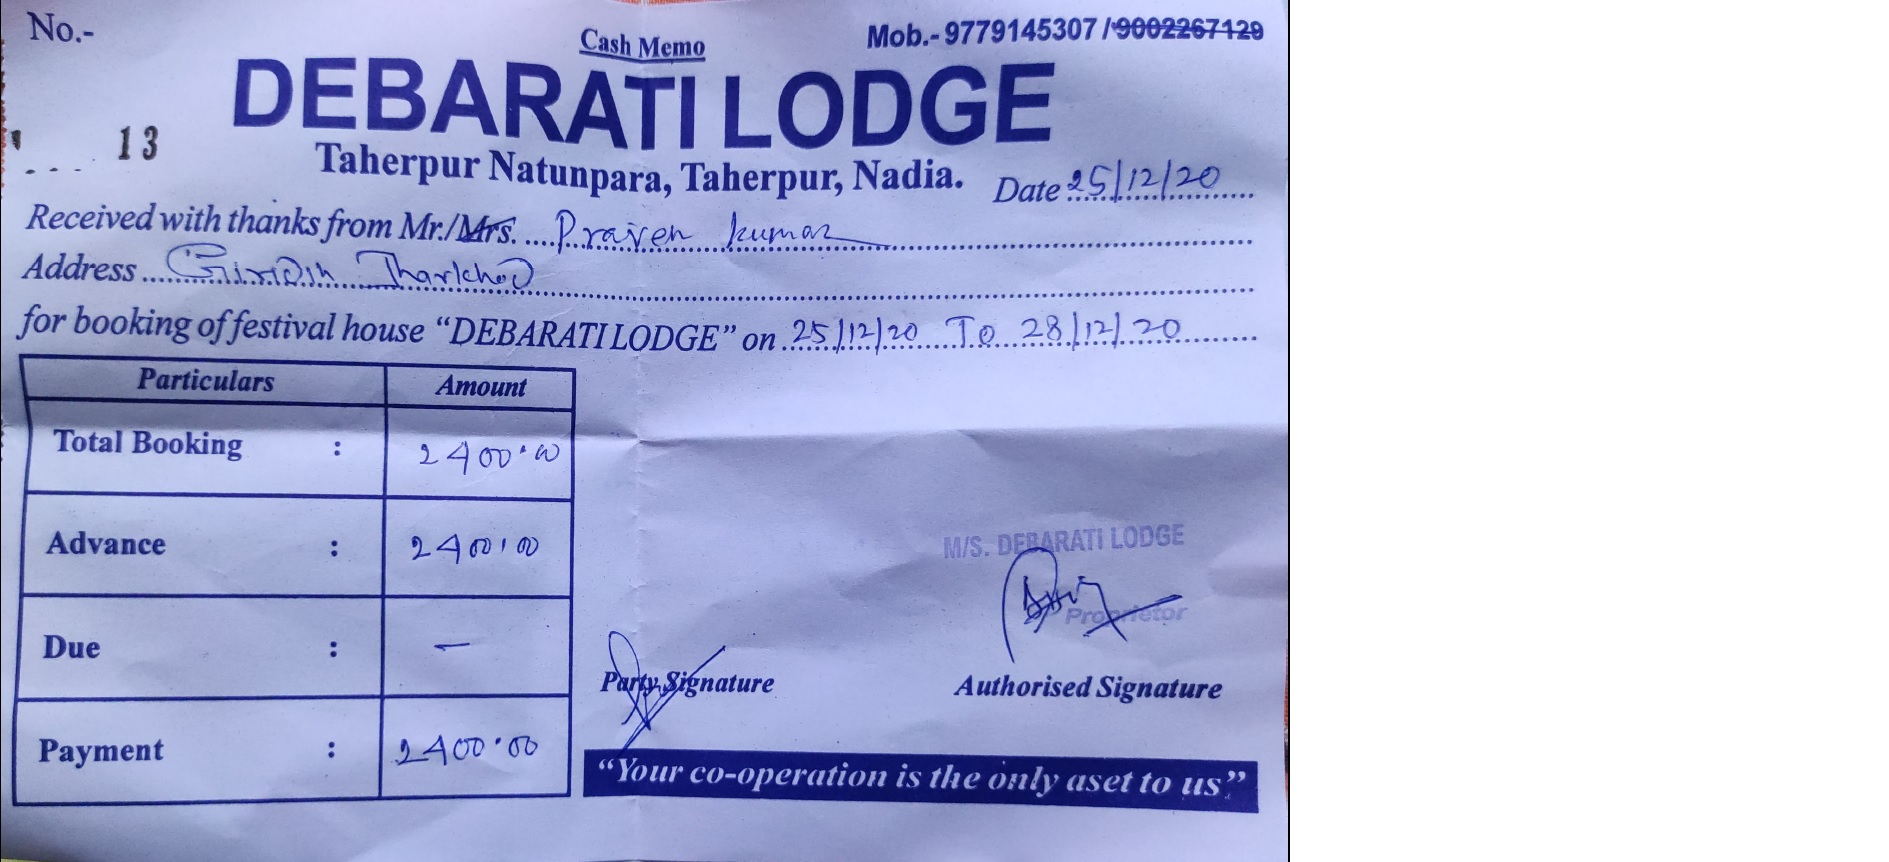 No.-
Cash Memo
Mob.- 9779145307 / 9002267129
DEBARATI LODGE
13
Taherpur Natunpara, Taherpur, Nadia.
Date 25/12/20
Received with thanks from Mr./Mrs. Praven kumar
Address Giridih Jharkhad
for booking of festival house “DEBARATI LODGE” on 25/12/20 To 28/12/20
Particulars Amount
Total Booking : 2400.00
Advance : 2400.00
Due : —
Payment : 2400.00
M/S. DEBARATI LODGE
Proprietor
Party Signature
Authorised Signature
“Your co-operation is the only aset to us”